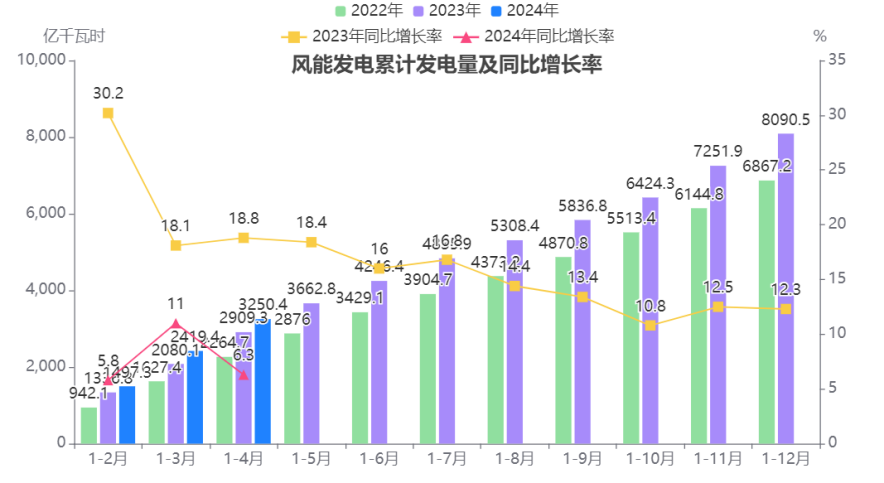 2022年 2023年 2024年
亿千瓦时 2023年同比增长率 2024年同比增长率 %
风能发电累计发电量及同比增长率
10,000 35
30.2 8090.5
8,000 30
7251.9 6867.2
6424.3 6144.8 25
6,000 18.1 18.8 18.4 5836.8 5513.4 20
5308.4 4870.8
16 16.8
4,000 3904.7 14.4 13.4 15
3662.8 3429.1 12.5 12.3
11 3250.4 2909.3 2876 10.8 10
2,000 2419.4
5.8 1627.4 6.3 5
942.1
0 0
1-2月 1-3月 1-4月 1-5月 1-6月 1-7月 1-8月 1-9月 1-10月 1-11月 1-12月